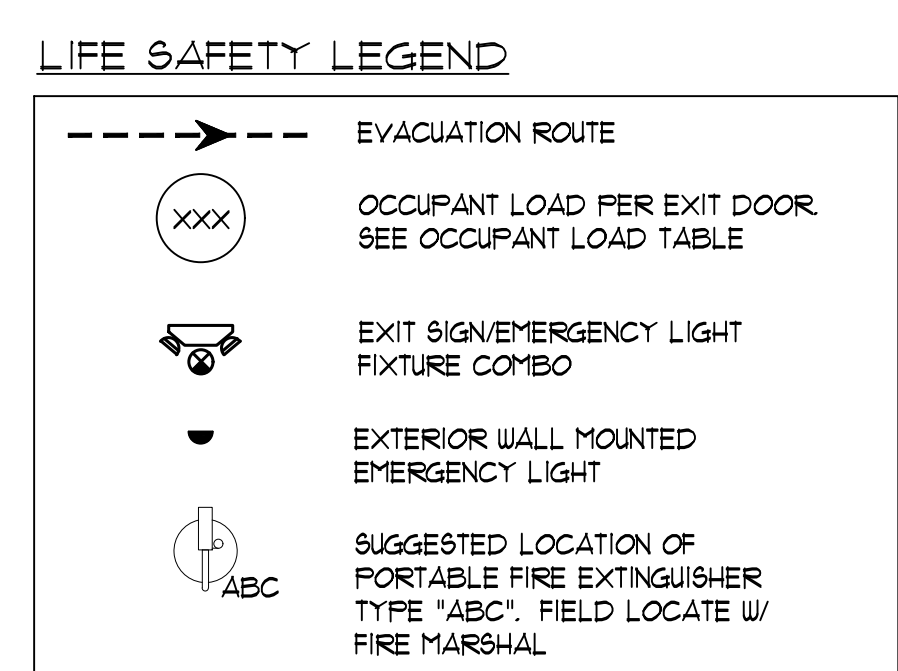 LIFE SAFETY LEGEND
EVACUATION ROUTE
XXX
OCCUPANT LOAD PER EXIT DOOR.
SEE OCCUPANT LOAD TABLE
EXIT SIGN/EMERGENCY LIGHT
FIXTURE COMBO
EXTERIOR WALL MOUNTED
EMERGENCY LIGHT
ABC
SUGGESTED LOCATION OF
PORTABLE FIRE EXTINGUISHER
TYPE "ABC". FIELD LOCATE W/
FIRE MARSHAL